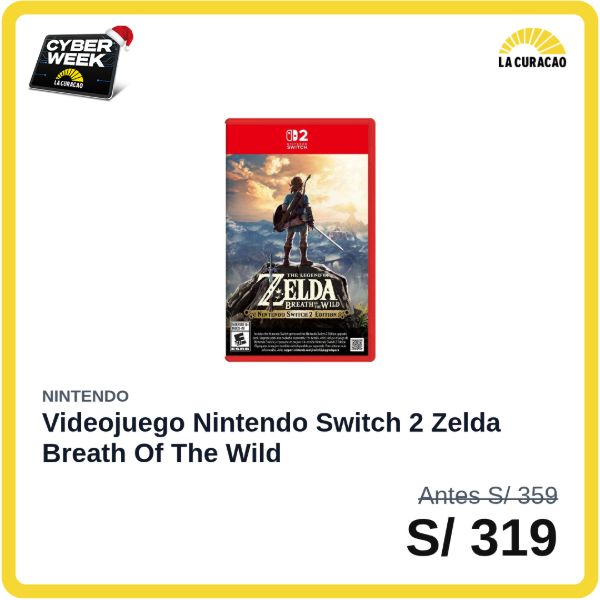 CYBER
WEEK
LA CURACAO
LA CURACAO
2
NINTENDO
SWITCH
THE LEGEND OF
ZELDA
BREATH OF THE WILD
NINTENDO SWITCH 2 EDITION
E
NINTENDO
Videojuego Nintendo Switch 2 Zelda
Breath Of The Wild
Antes S/ 359
S/ 319